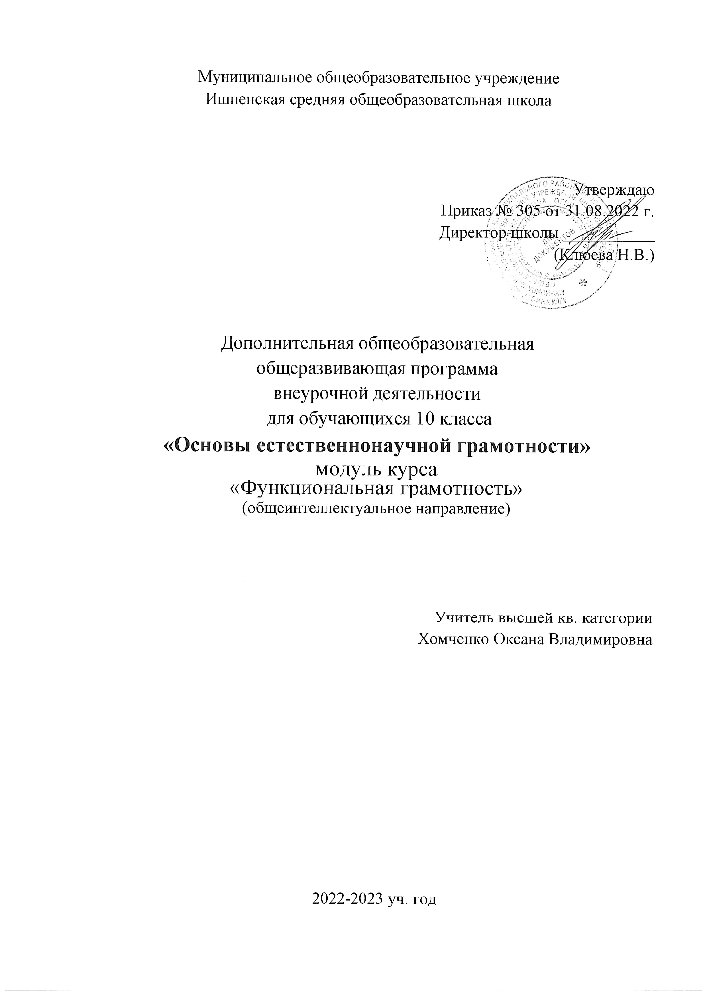 Муниципальное общеобразовательное учреждение
Ишненская средняя общеобразовательная школа
Утверждаю
Приказ № 305 от 31.08.2022 г.
Директор школы
(Клюева Н.В.)
ДЛЯ
ДОКУМЕНТОВ
Дополнительная общеобразовательная
общеразвивающая программа
внеурочной деятельности
для обучающихся 10 класса
«Основы естественнонаучной грамотности»
модуль курса
«Функциональная грамотность»
(общеинтеллектуальное направление)
Учитель высшей кв. категории
Хомченко Оксана Владимировна
2022-2023 уч. год